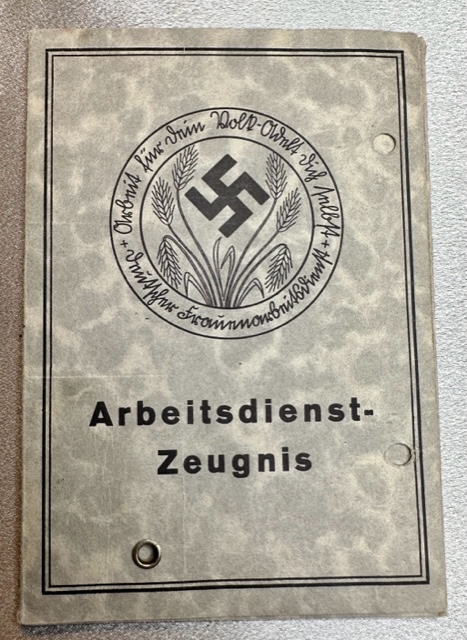 Arbeit für dein Volk adelt dich selbst
+ Deutscher Frauenarbeitsdienst +
Arbeitsdienst-
Zeugnis